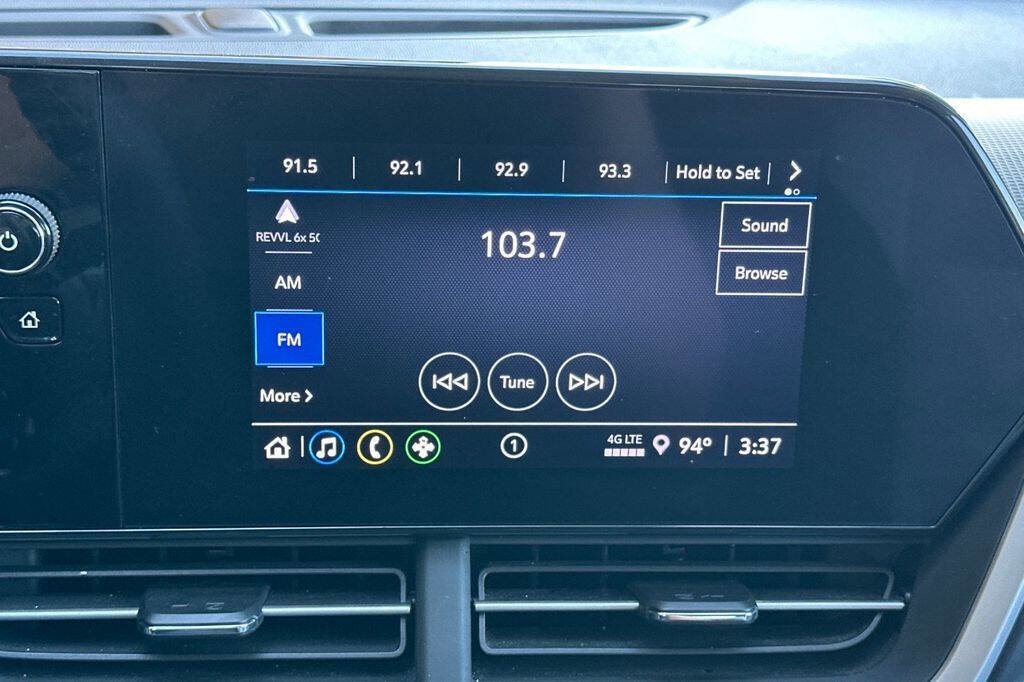 91.5 | 92.1 | 92.9 | 93.3 | Hold to Set |
REVVL 6x 5G
103.7
Sound
AM
Browse
FM
Tune
More
1
4G LTE
94° | 3:37